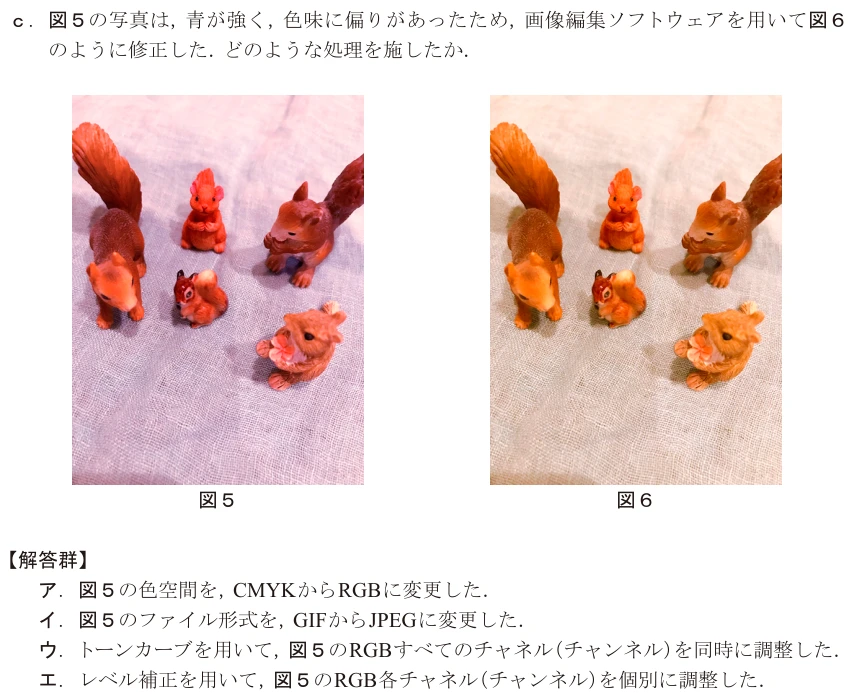 c．図５の写真は，青が強く，色味に偏りがあったため，画像編集ソフトウェアを用いて図６
のように修正した．どのような処理を施したか．
図５
図６
【解答群】
ア．図５の色空間を，CMYKからRGBに変更した．
イ．図５のファイル形式を，GIFからJPEGに変更した．
ウ．トーンカーブを用いて，図５のRGBすべてのチャネル（チャンネル）を同時に調整した．
エ．レベル補正を用いて，図５のRGB各チャネル（チャンネル）を個別に調整した．